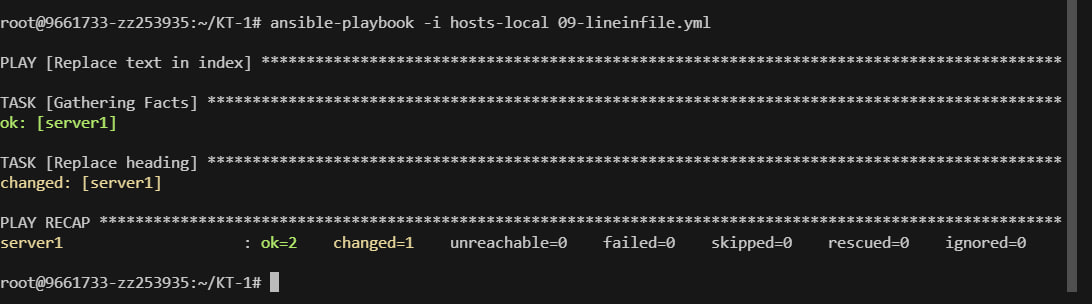 root@9661733-zz253935:~/KT-1# ansible-playbook -i hosts-local 09-lineinfile.yml
PLAY [Replace text in index] *****************************************************************************************
TASK [Gathering Facts] ***********************************************************************************************
ok: [server1]
TASK [Replace heading] ***********************************************************************************************
changed: [server1]
PLAY RECAP ***********************************************************************************************************
server1                    : ok=2    changed=1    unreachable=0    failed=0    skipped=0    rescued=0    ignored=0
root@9661733-zz253935:~/KT-1#